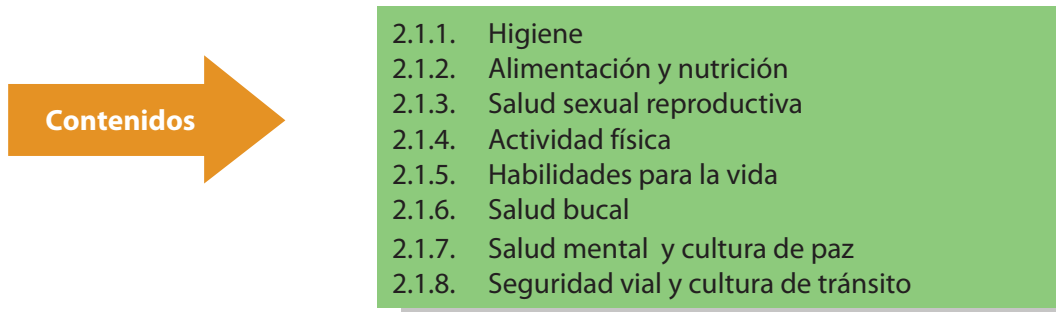 Contenidos
2.1.1. Higiene
2.1.2. Alimentación y nutrición
2.1.3. Salud sexual reproductiva
2.1.4. Actividad física
2.1.5. Habilidades para la vida
2.1.6. Salud bucal
2.1.7. Salud mental y cultura de paz
2.1.8. Seguridad vial y cultura de tránsito